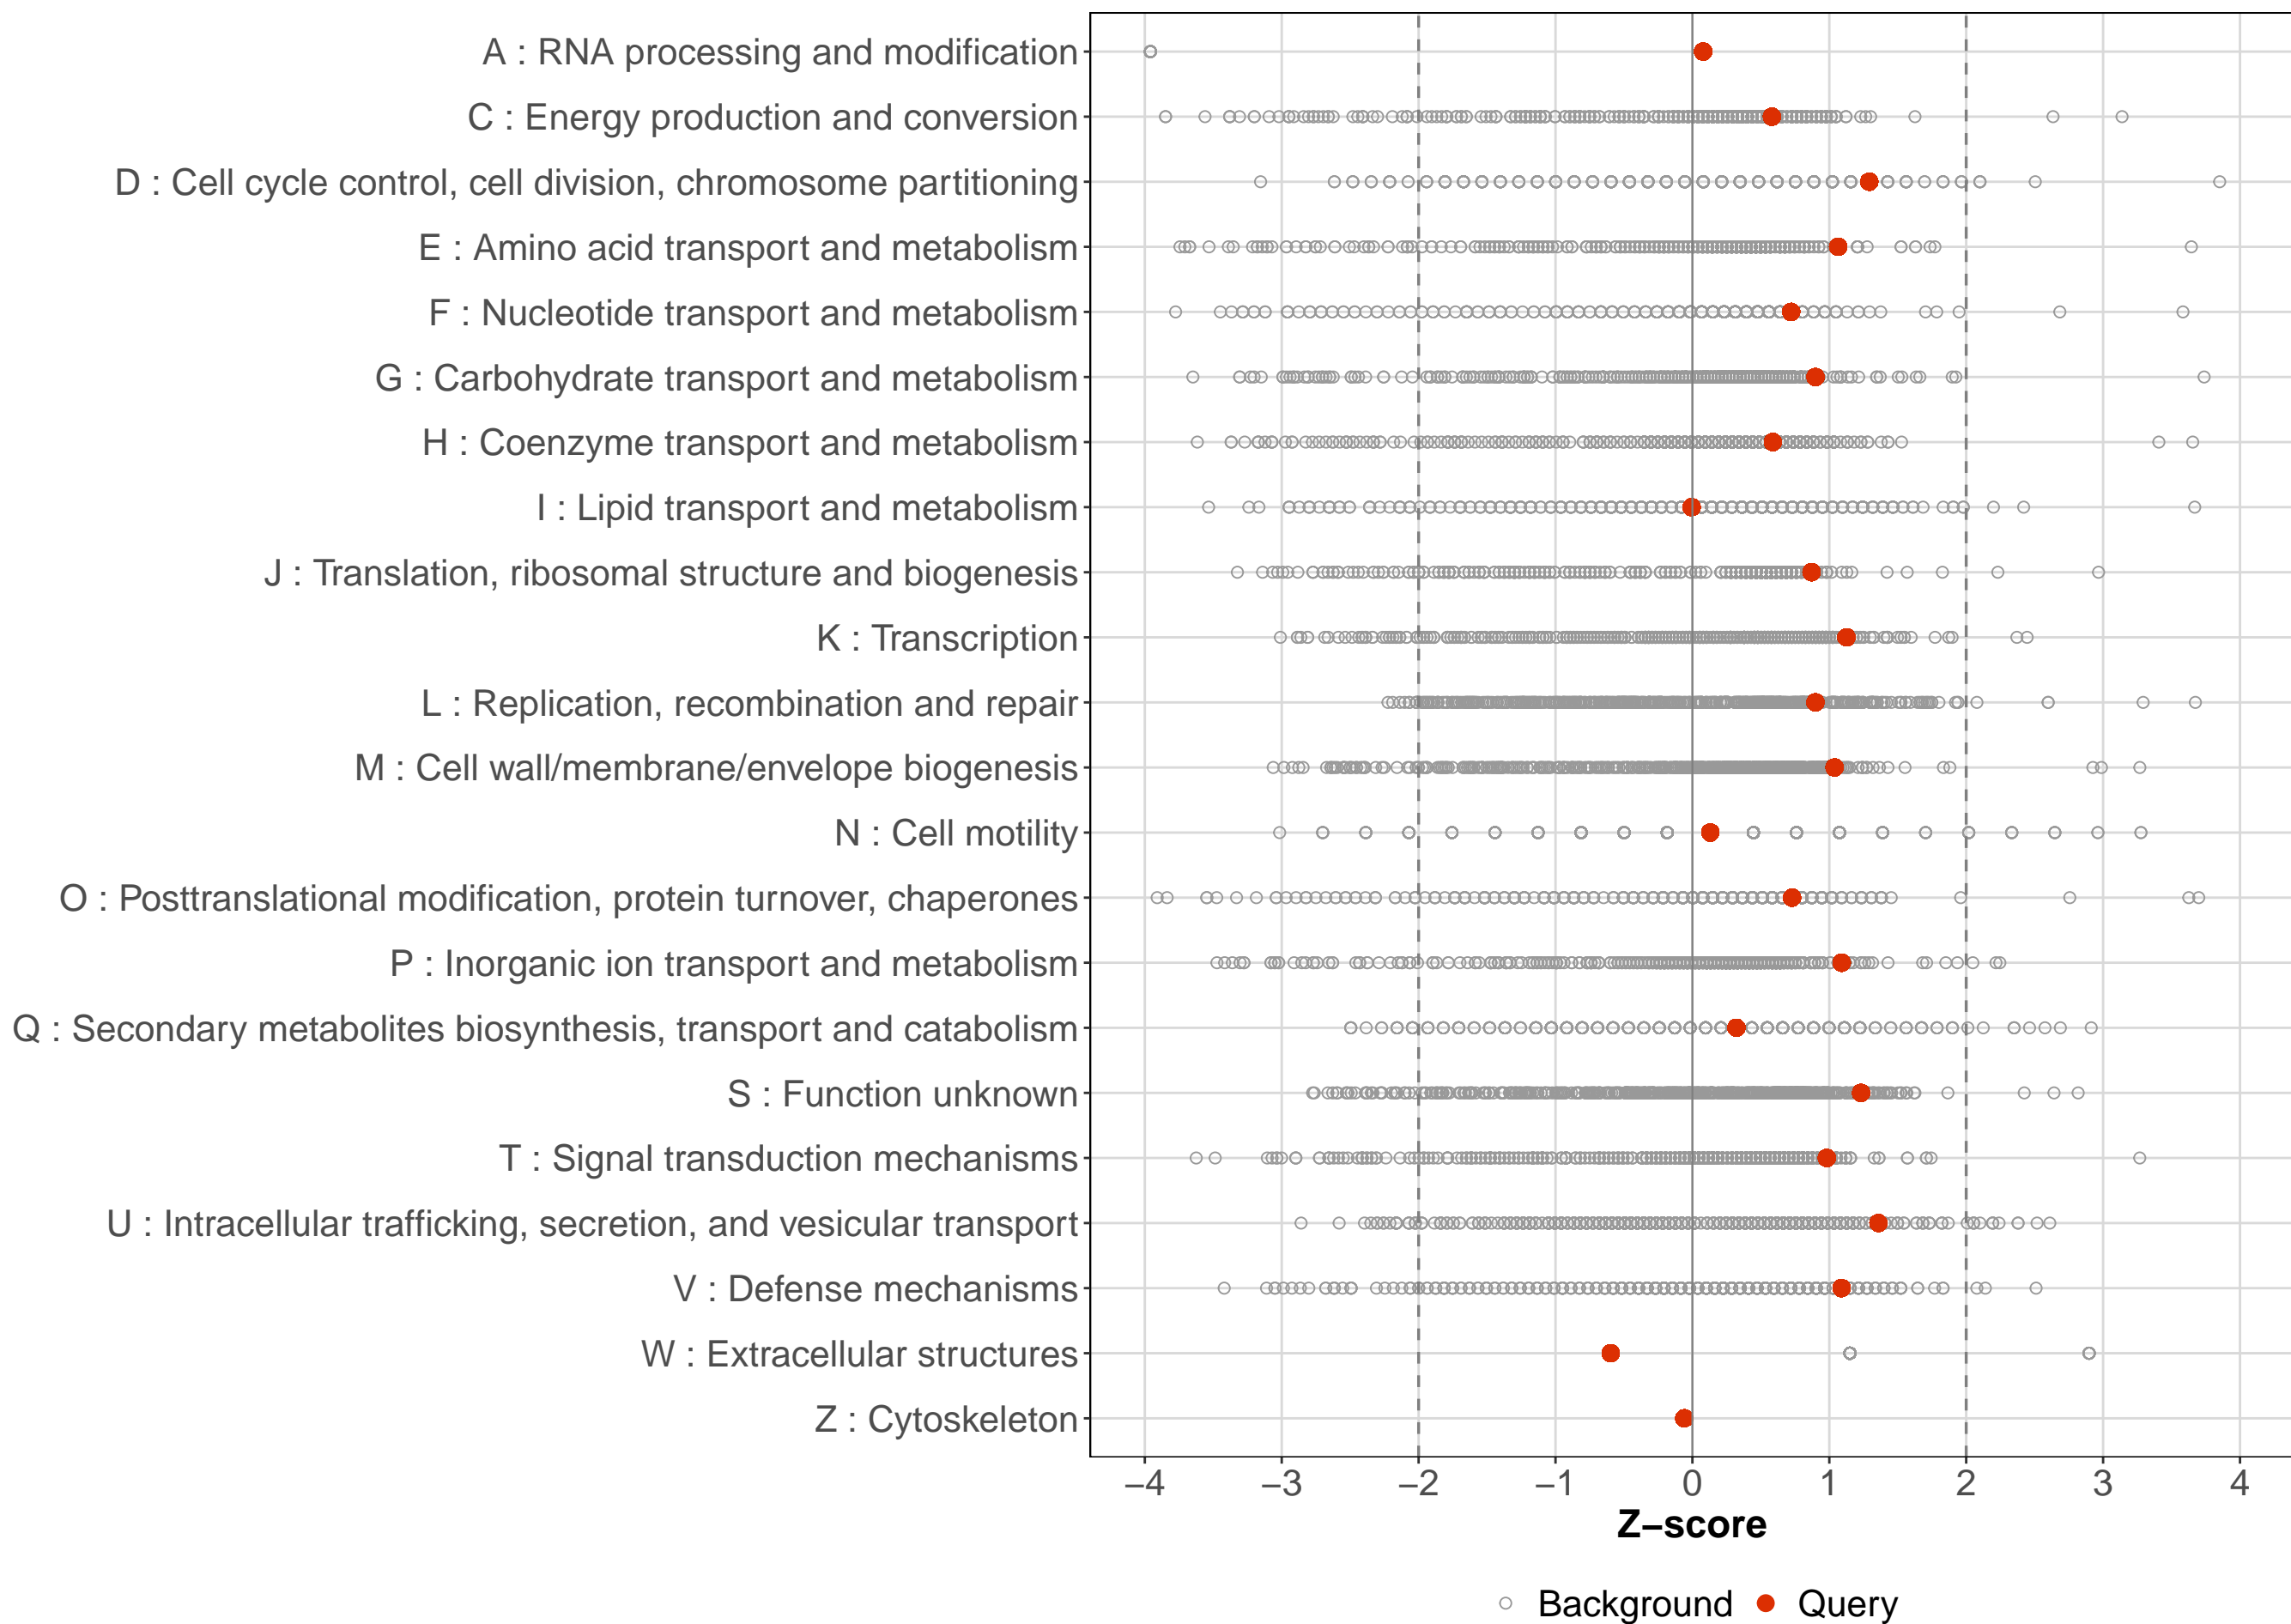 A : RNA processing and modification
C : Energy production and conversion
D : Cell cycle control, cell division, chromosome partitioning
E : Amino acid transport and metabolism
F : Nucleotide transport and metabolism
G : Carbohydrate transport and metabolism
H : Coenzyme transport and metabolism
I : Lipid transport and metabolism
J : Translation, ribosomal structure and biogenesis
K : Transcription
L : Replication, recombination and repair
M : Cell wall/membrane/envelope biogenesis
N : Cell motility
O : Posttranslational modification, protein turnover, chaperones
P : Inorganic ion transport and metabolism
Q : Secondary metabolites biosynthesis, transport and catabolism
S : Function unknown
T : Signal transduction mechanisms
U : Intracellular trafficking, secretion, and vesicular transport
V : Defense mechanisms
W : Extracellular structures
Z : Cytoskeleton
−4 −3 −2 −1 0 1 2 3 4
Z−score
Background Query